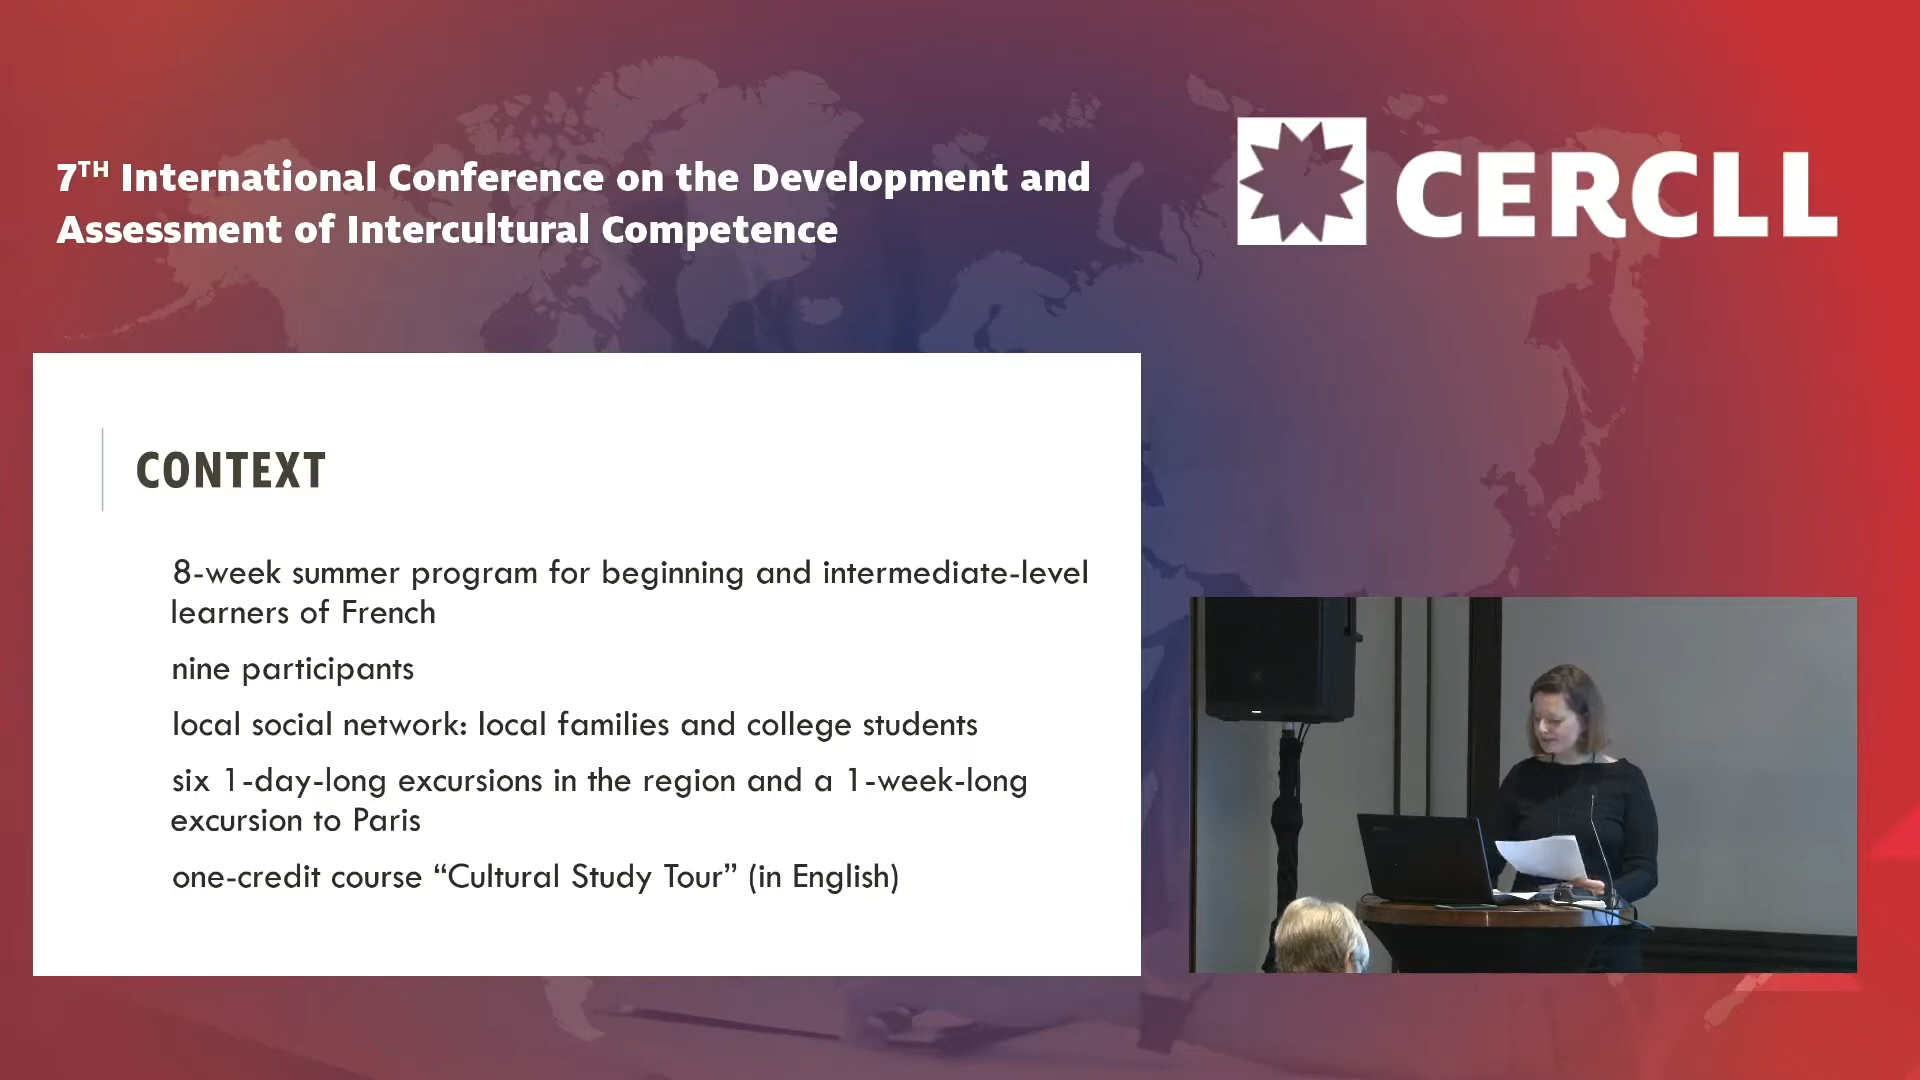 7TH International Conference on the Development and
Assessment of Intercultural Competence
CERCLL
CONTEXT
8-week summer program for beginning and intermediate-level
learners of French
nine participants
local social network: local families and college students
six 1-day-long excursions in the region and a 1-week-long
excursion to Paris
one-credit course “Cultural Study Tour” (in English)